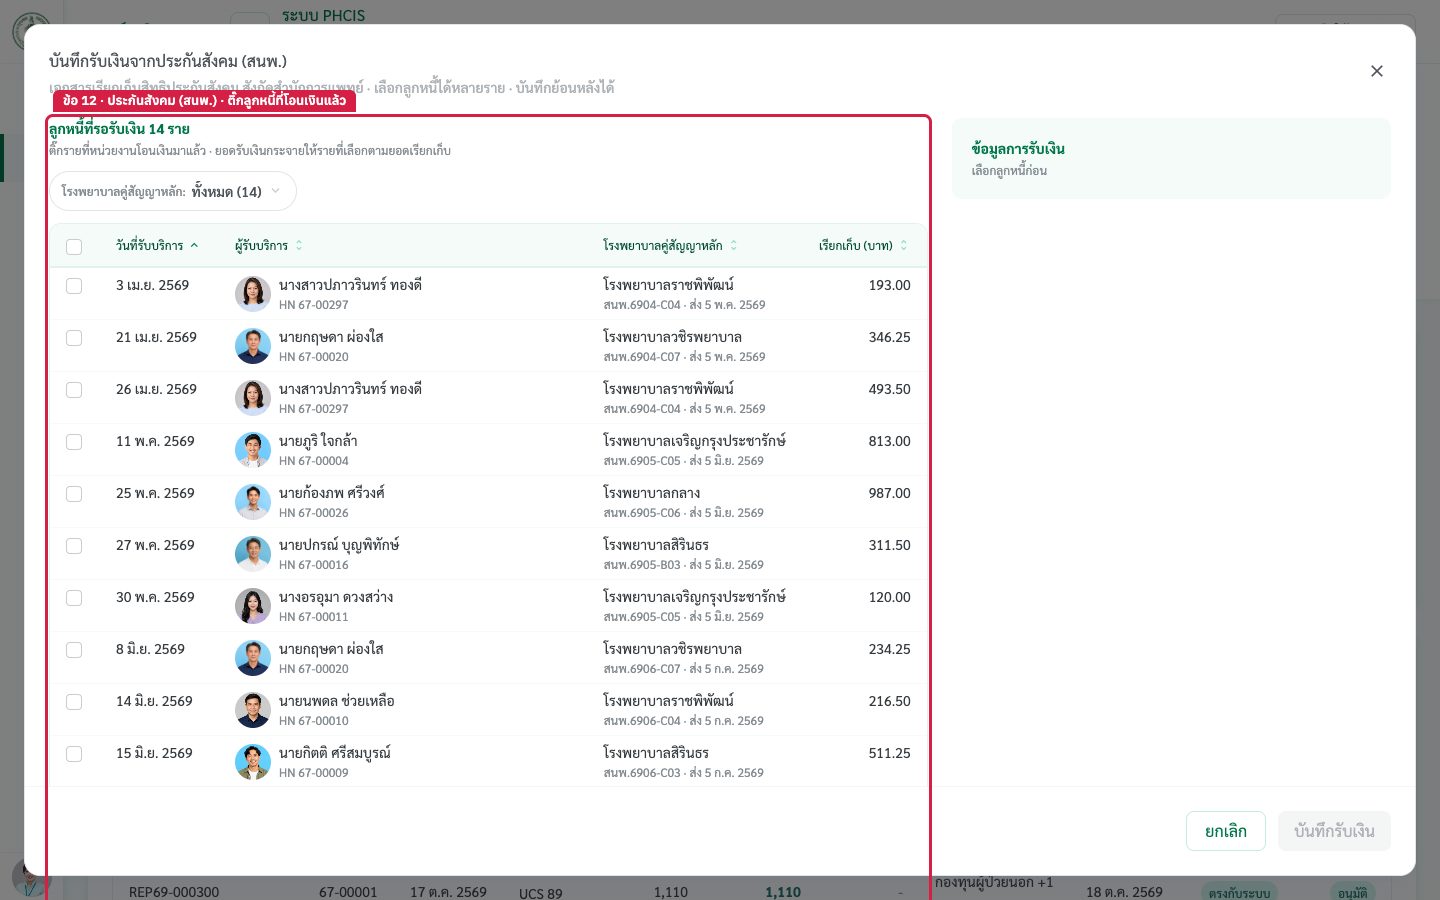 ระบบ PHCIS
บันทึกรับเงินจากประกันสังคม (สนพ.)
เอกสารเรียกเก็บสิทธิประกันสังคม สังกัดสำนักการแพทย์ · เลือกลูกหนี้ได้หลายราย · บันทึกย้อนหลังได้
ข้อ 12 · ประกันสังคม (สนพ.) · ติ๊กลูกหนี้ที่โอนเงินแล้ว
ลูกหนี้ที่รอรับเงิน 14 ราย
ติ๊กรายที่หน่วยงานโอนเงินมาแล้ว · ยอดรับเงินกระจายให้รายที่เลือกตามยอดเรียกเก็บ
ข้อมูลการรับเงิน
เลือกลูกหนี้ก่อน
โรงพยาบาลคู่สัญญาหลัก: ทั้งหมด (14)
วันที่รับบริการ ผู้รับบริการ โรงพยาบาลคู่สัญญาหลัก เรียกเก็บ (บาท)
3 เม.ย. 2569 นางสาวปภาวรินทร์ ทองดี โรงพยาบาลราชพิพัฒน์ 193.00
HN 67-00297 สนพ.6904-C04 · ส่ง 5 พ.ค. 2569
21 เม.ย. 2569 นายกฤษดา ผ่องใส โรงพยาบาลวชิรพยาบาล 346.25
HN 67-00020 สนพ.6904-C07 · ส่ง 5 พ.ค. 2569
26 เม.ย. 2569 นางสาวปภาวรินทร์ ทองดี โรงพยาบาลราชพิพัฒน์ 493.50
HN 67-00297 สนพ.6904-C04 · ส่ง 5 พ.ค. 2569
11 พ.ค. 2569 นายภูริ ใจกล้า โรงพยาบาลเจริญกรุงประชารักษ์ 813.00
HN 67-00004 สนพ.6905-C05 · ส่ง 5 มิ.ย. 2569
25 พ.ค. 2569 นายก้องภพ ศรีวงศ์ โรงพยาบาลกลาง 987.00
HN 67-00026 สนพ.6905-C06 · ส่ง 5 มิ.ย. 2569
27 พ.ค. 2569 นายปกรณ์ บุญพิทักษ์ โรงพยาบาลสิรินธร 311.50
HN 67-00016 สนพ.6905-B03 · ส่ง 5 มิ.ย. 2569
30 พ.ค. 2569 นางอรอุมา ดวงสว่าง โรงพยาบาลเจริญกรุงประชารักษ์ 120.00
HN 67-00011 สนพ.6905-C05 · ส่ง 5 มิ.ย. 2569
8 มิ.ย. 2569 นายกฤษดา ผ่องใส โรงพยาบาลวชิรพยาบาล 234.25
HN 67-00020 สนพ.6906-C07 · ส่ง 5 ก.ค. 2569
14 มิ.ย. 2569 นายนพดล ช่วยเหลือ โรงพยาบาลราชพิพัฒน์ 216.50
HN 67-00010 สนพ.6906-C04 · ส่ง 5 ก.ค. 2569
15 มิ.ย. 2569 นายกิตติ ศรีสมบูรณ์ โรงพยาบาลสิรินธร 511.25
HN 67-00009 สนพ.6906-C03 · ส่ง 5 ก.ค. 2569
ยกเลิก บันทึกรับเงิน
REP69-000300 67-00001 17 ต.ค. 2569 UCS 89 1,110 1,110 - กองทุนผู้ป่วยนอก +1 18 ต.ค. 2569 ตรงกับระบบ อนุมัติ